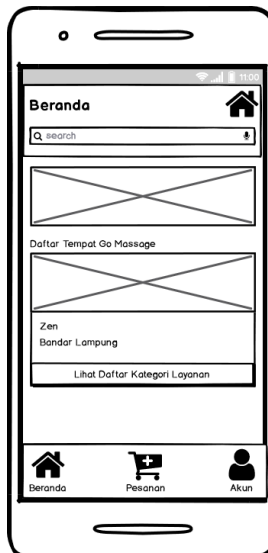 11:00
Beranda
search
Daftar Tempat Go Massage
Zen
Bandar Lampung
Lihat Daftar Kategori Layanan
Beranda
Pesanan
Akun